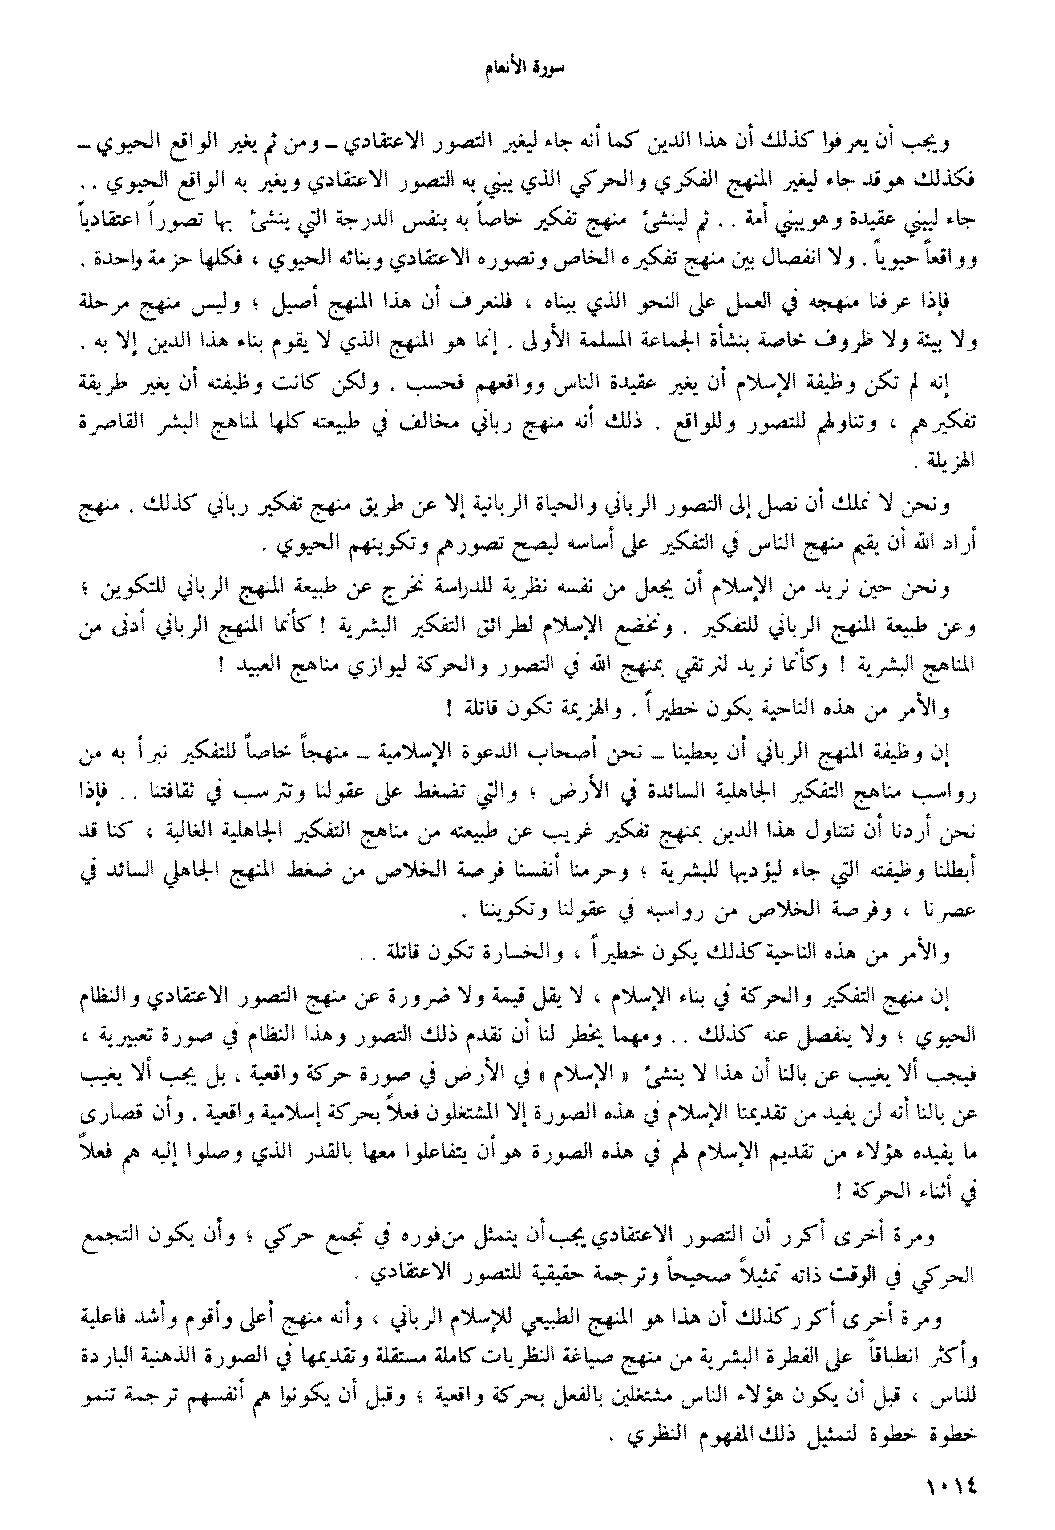 سورة الأنعام
ويجب أن يعرفوا كذلك أن هذا الدين كما أنه جاء ليغير التصور الاعتقادي – ومن ثم يغير الواقع الحيوي –
فكذلك هو قد جاء ليغير المنهج الفكري والحركي الذي يبني به التصور الاعتقادي ويغير به الواقع الحيوي . .
جاء ليبني عقيدة وهو يبني أمة . . ثم لينشئ منهج تفكير خاصاً به بنفس الدرجة التي ينشئ بها تصوراً اعتقادياً
وواقعاً حيوياً . ولا انفصال بين منهج تفكيره الخاص وتصوره الاعتقادي وبنائه الحيوي ، فكلها حزمة واحدة .
فإذا عرفنا منهجه في العمل على النحو الذي بيناه ، فلنعرف أن هذا المنهج أصيل ؛ وليس منهج مرحلة
ولا بيئة ولا ظروف خاصة بنشأة الجماعة المسلمة الأولى . إنما هو المنهج الذي لا يقوم بناء هذا الدين إلا به .
إنه لم تكن وظيفة الإسلام أن يغير عقيدة الناس وواقعهم فحسب . ولكن كانت وظيفته أن يغير طريقة
تفكيرهم ، وتناولهم للتصور وللواقع . ذلك أنه منهج رباني مخالف في طبيعته كلها لمناهج البشر القاصرة
الهزيلة .
ونحن لا نملك أن نصل إلى التصور الرباني والحياة الربانية إلا عن طريق منهج تفكير رباني كذلك . منهج
أراد الله أن يقيم منهج الناس في التفكير على أساسه ليصح تصورهم وتكوينهم الحيوي .
ونحن حين نريد من الإسلام أن يجعل من نفسه نظرية للدراسة نخرج عن طبيعة المنهج الرباني للتكوين ؛
وعن طبيعة المنهج الرباني للتفكير . ونخضع الإسلام لطرائق التفكير البشرية ! كأنما المنهج الرباني أدنى من
المناهج البشرية ! وكأنما نريد لنرتقي بمنهج الله في التصور والحركة ليوازي مناهج العبيد !
والأمر من هذه الناحية يكون خطيراً . والهزيمة تكون قاتلة !
إن وظيفة المنهج الرباني أن يعطينا – نحن أصحاب الدعوة الإسلامية – منهجاً خاصاً للتفكير نبرأ به من
رواسب مناهج التفكير الجاهلية السائدة في الأرض ؛ والتي تضغط على عقولنا وتترسب في ثقافتنا . . فإذا
نحن أردنا أن نتناول هذا الدين بمنهج تفكير غريب عن طبيعته من مناهج التفكير الجاهلية الغالبة ، كنا قد
أبطلنا وظيفته التي جاء ليؤديها للبشرية ؛ وحرمنا أنفسنا فرصة الخلاص من ضغط المنهج الجاهلي السائد في
عصرنا ، وفرصة الخلاص من رواسبه في عقولنا وتكويننا .
والأمر من هذه الناحية كذلك يكون خطيراً ، والخسارة تكون قاتلة . .
إن منهج التفكير والحركة في بناء الإسلام ، لا يقل قيمة ولا ضرورة عن منهج التصور الاعتقادي والنظام
الحيوي ؛ ولا ينفصل عنه كذلك . . ومهما يخطر لنا أن نقدم ذلك التصور وهذا النظام في صورة تعبيرية ،
فيجب ألا يغيب عن بالنا أن هذا لا ينشئ « الإسلام » في الأرض في صورة حركة واقعية . بل يجب ألا يغيب
عن بالنا أنه لن يفيد من تقديمنا الإسلام في هذه الصورة إلا المشتغلون فعلاً بحركة إسلامية واقعية . وأن قصارى
ما يفيده هؤلاء من تقديم الإسلام لهم في هذه الصورة هو أن يتفاعلوا معها بالقدر الذي وصلوا إليه هم فعلاً
في أثناء الحركة !
ومرة أخرى أكرر أن التصور الاعتقادي يجب أن يتمثل من فوره في تجمع حركي ؛ وأن يكون التجمع
الحركي في الوقت ذاته تمثيلاً صحيحاً وترجمة حقيقية للتصور الاعتقادي .
ومرة أخرى أكرر كذلك أن هذا هو المنهج الطبيعي للإسلام الرباني ، وأنه منهج أعلى وأقوم وأشد فاعلية
وأكثر انطباقاً على الفطرة البشرية من منهج صياغة النظريات كاملة مستقلة وتقديمها في الصورة الذهنية الباردة
للناس ، قبل أن يكون هؤلاء الناس مشتغلين بالفعل بحركة واقعية ؛ وقبل أن يكونوا هم أنفسهم ترجمة تنمو
خطوة خطوة لتمثيل ذلك المفهوم النظري .
١٠١٤